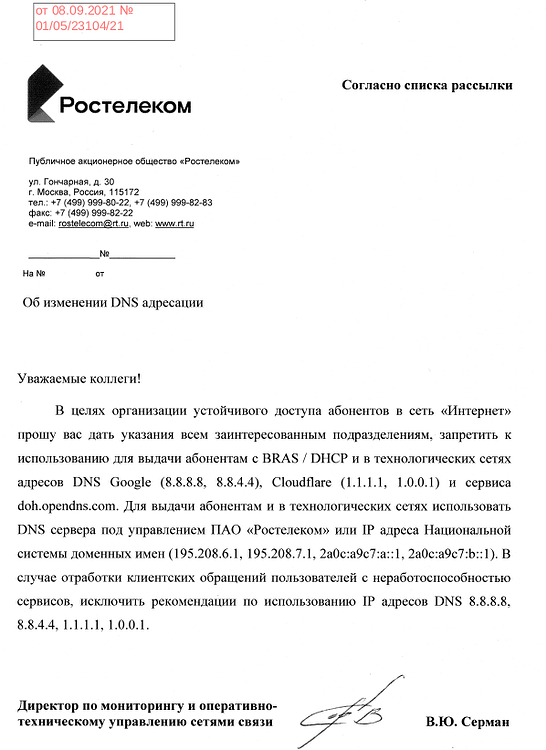 от 08.09.2021 №
01/05/23104/21
Согласно списка рассылки
Ростелеком
Публичное акционерное общество «Ростелеком»
ул. Гончарная, д. 30
г. Москва, Россия, 115172
тел.: +7 (499) 999-80-22, +7 (499) 999-82-83
факс: +7 (499) 999-82-22
e-mail: rostelecom@rt.ru, web: www.rt.ru
_______________№______________
На № от
Об изменении DNS адресации
Уважаемые коллеги!
В целях организации устойчивого доступа абонентов в сеть «Интернет»
прошу вас дать указания всем заинтересованным подразделениям, запретить к
использованию для выдачи абонентам с BRAS / DHCP и в технологических сетях
адресов DNS Google (8.8.8.8, 8.8.4.4), Cloudflare (1.1.1.1, 1.0.0.1) и сервиса
doh.opendns.com. Для выдачи абонентам и в технологических сетях использовать
DNS сервера под управлением ПАО «Ростелеком» или IP адреса Национальной
системы доменных имен (195.208.6.1, 195.208.7.1, 2a0c:a9c7:a::1, 2a0c:a9c7:b::1). В
случае отработки клиентских обращений пользователей с неработоспособностью
сервисов, исключить рекомендации по использованию IP адресов DNS 8.8.8.8,
8.8.4.4, 1.1.1.1, 1.0.0.1.
Директор по мониторингу и оперативно-
техническому управлению сетями связи
В.Ю. Серман